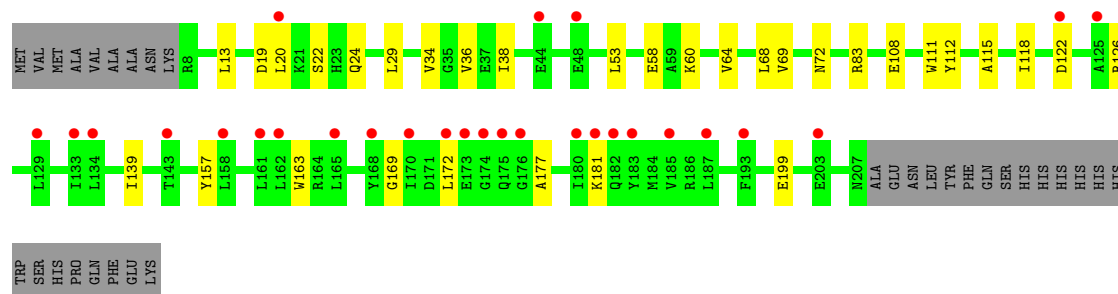 MET VAL MET ALA VAL ALA ALA ASN LYS R8 L13 D19 L20 K21 S22 H23 Q24 L29 V34 G35 V36 E37 I38 E44 E48 L53 E58 A59 K60 V64 L68 V69 N72 R83 E108 W111 Y112 A115 I118 D122 A125
L129 I133 L134 I139 T143 Y157 L158 L161 L162 W163 R164 L165 Y168 G169 I170 D171 L172 E173 G174 Q175 G176 A177 I180 K181 Q182 Y183 M184 V185 R186 L187 F193 E199 E203 N207 ALA GLU ASN LEU TYR PHE GLN SER HIS HIS HIS HIS HIS
TRP SER HIS PRO GLN PHE GLU LYS